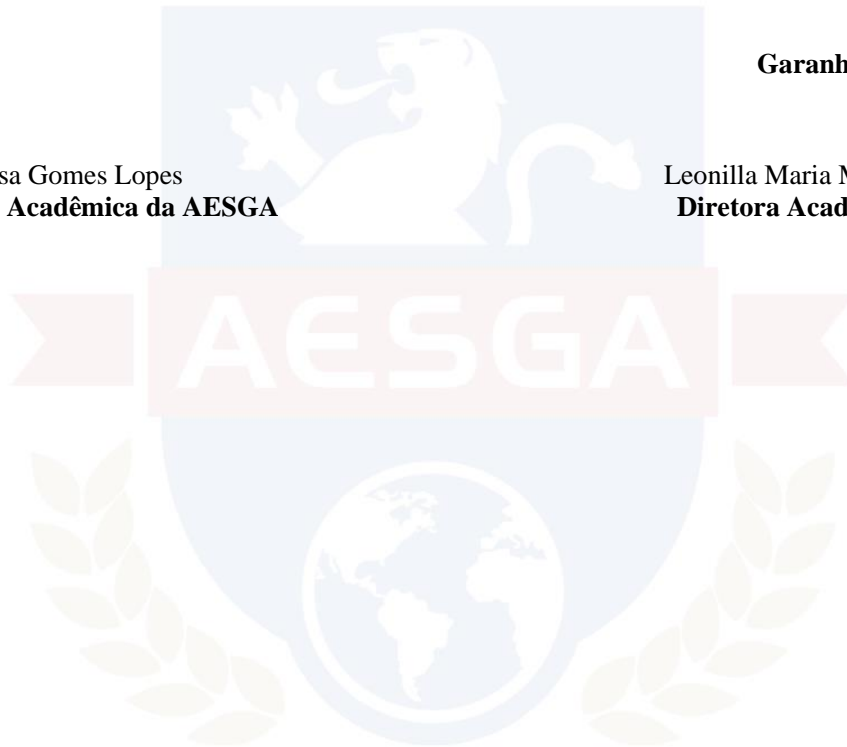 Garanh
sa Gomes Lopes
Leonilla Maria M
Acadêmica da AESGA
Diretora Acad
AESGA